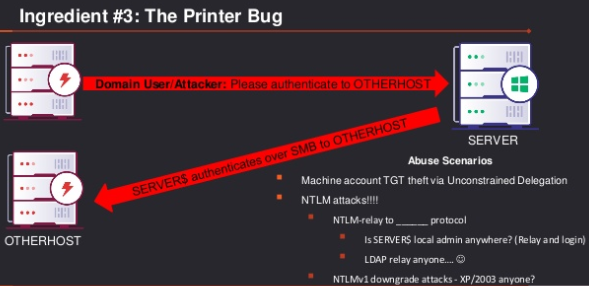 Ingredient #3: The Printer Bug
Domain User/Attacker: Please authenticate to OTHERHOST
SERVER
SERVER$ authenticates over SMB to OTHERHOST
OTHERHOST
Abuse Scenarios
Machine account TGT theft via Unconstrained Delegation
NTLM attacks!!!!
NTLM-relay to ______ protocol
Is SERVER$ local admin anywhere? (Relay and login)
LDAP relay anyone.... ☺
NTLMv1 downgrade attacks - XP/2003 anyone?